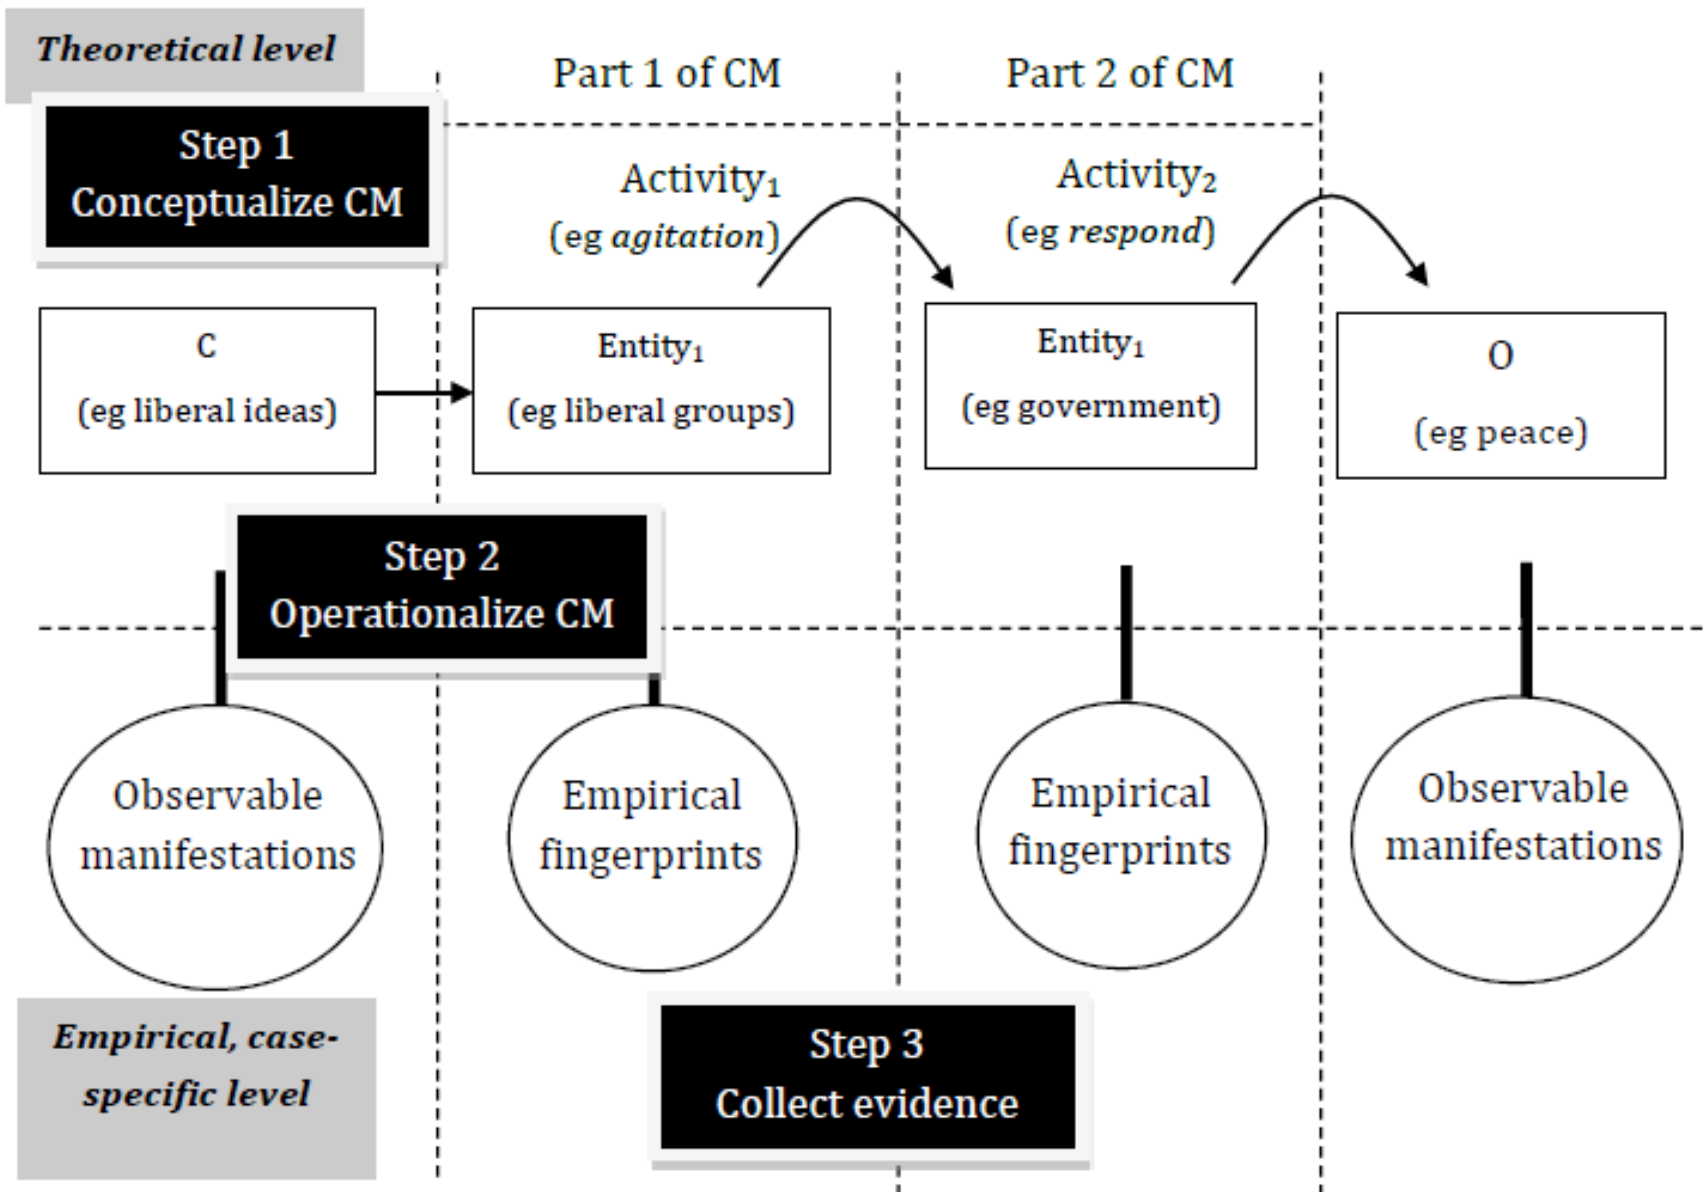 Theoretical level
Part 1 of CM
Part 2 of CM
Step 1
Conceptualize CM
Activity₁
(eg agitation)
Activity₂
(eg respond)
C
(eg liberal ideas)
Entity₁
(eg liberal groups)
Entity₁
(eg government)
O
(eg peace)
Step 2
Operationalize CM
Observable
manifestations
Empirical
fingerprints
Empirical
fingerprints
Observable
manifestations
Empirical, case-
specific level
Step 3
Collect evidence